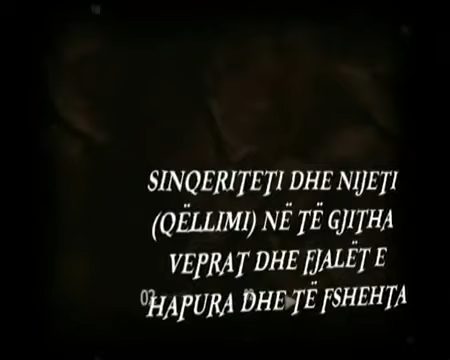 SINQERITETI DHE NIJETI
(QËLLIMI) NË TË GJITHA
VEPRAT DHE FJALËT E
HAPURA DHE TË FSHEHTA